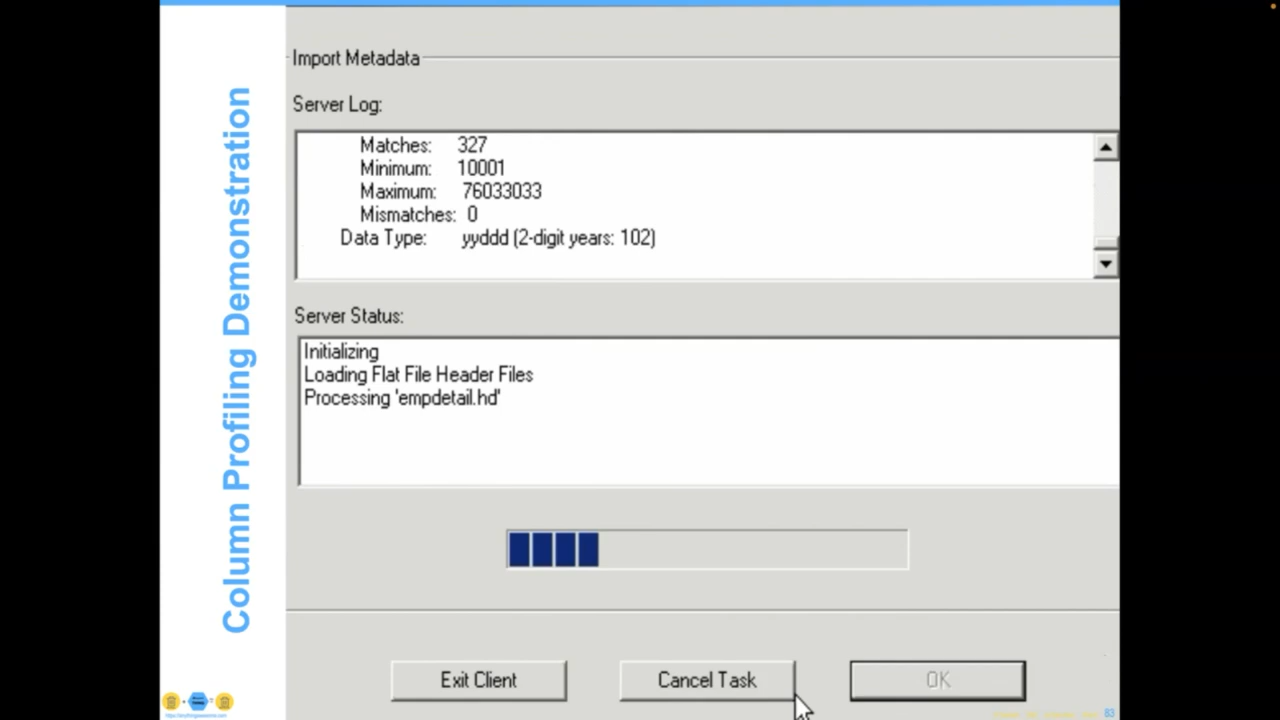 Column Profiling Demonstration
Import Metadata
Server Log:
Matches: 327
Minimum: 10001
Maximum: 76033033
Mismatches: 0
Data Type: yyddd (2-digit years: 102)
Server Status:
Initializing
Loading Flat File Header Files
Processing 'empdetail.hd'
Exit Client
Cancel Task
OK
83